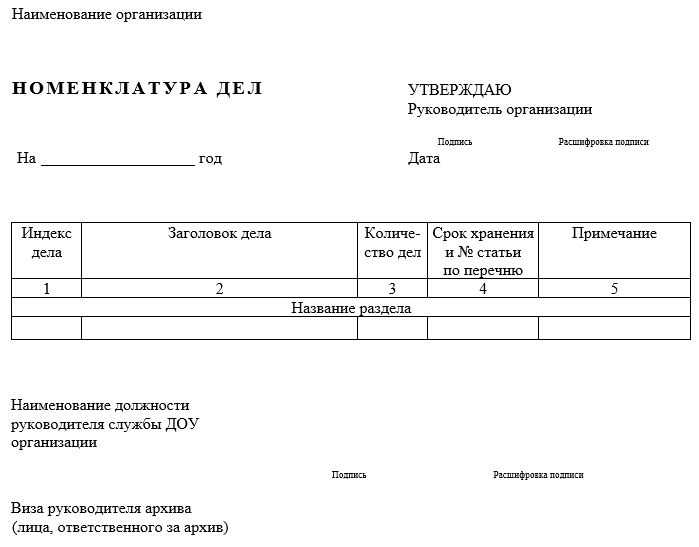 Наименование организации
НОМЕНКЛАТУРА ДЕЛ
УТВЕРЖДАЮ
Руководитель организации
Подпись Расшифровка подписи
На ____________________ год
Дата
Индекс дела
Заголовок дела
Количе-
ство дел
Срок хранения
и № статьи
по перечню
Примечание
1 2 3 4 5
Название раздела
Наименование должности
руководителя службы ДОУ
организации
Подпись Расшифровка подписи
Виза руководителя архива
(лица, ответственного за архив)